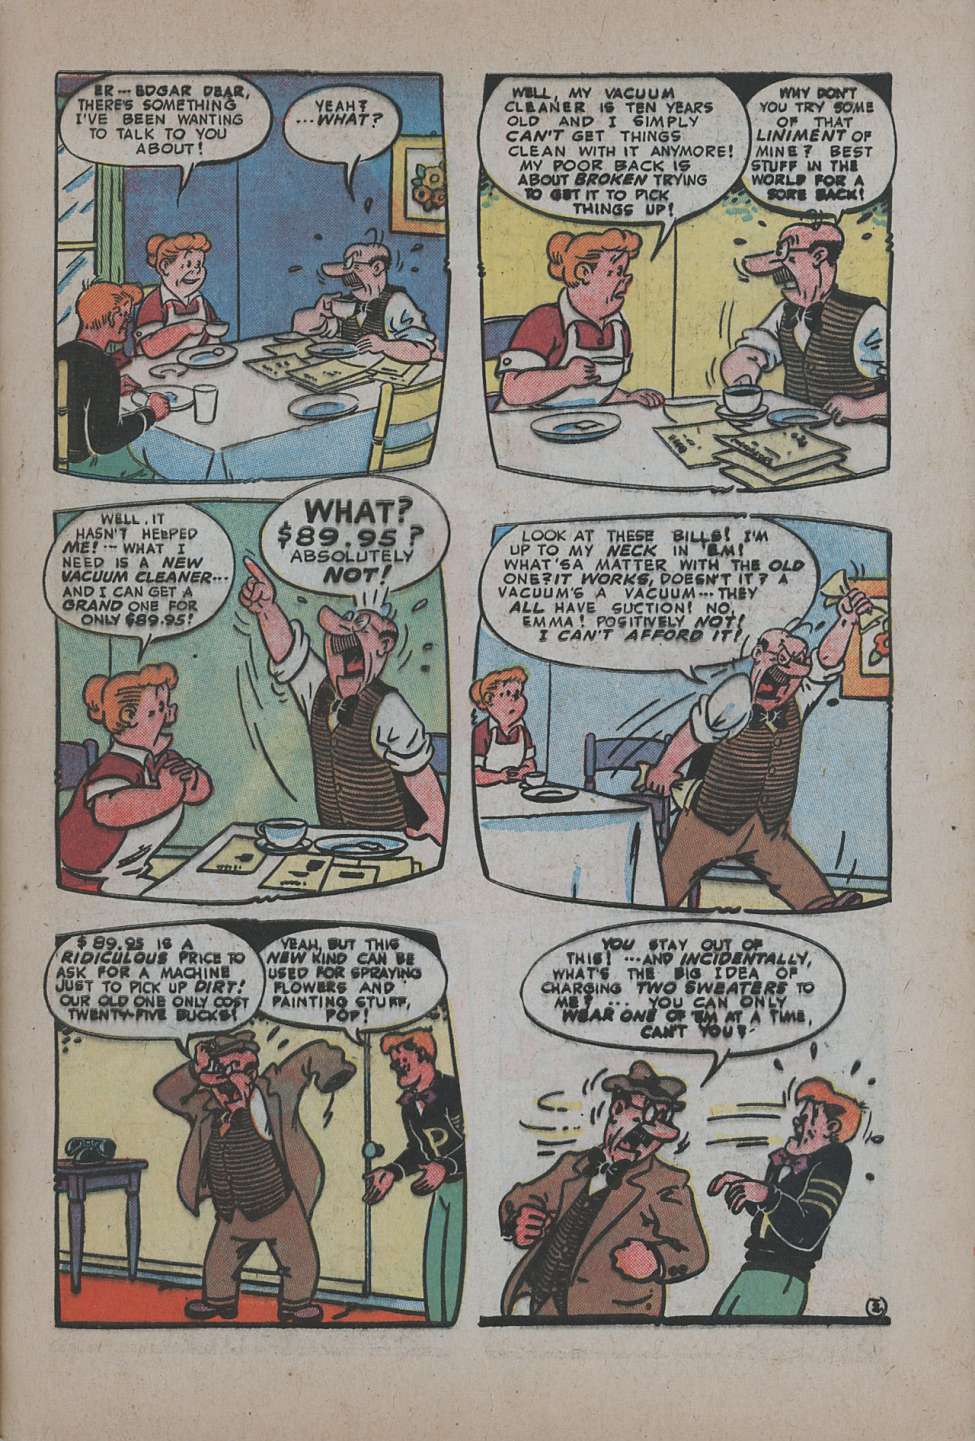 ER--- EDGAR DEAR,
THERE'S SOMETHING
I'VE BEEN WANTING
TO TALK TO YOU
ABOUT!
YEAH?
...WHAT?
WELL, MY VACUUM
CLEANER IS TEN YEARS
OLD AND I SIMPLY
CAN'T GET THINGS
CLEAN WITH IT ANYMORE!
MY POOR BACK IS
ABOUT BROKEN TRYING
TO GET IT TO PICK
THINGS UP!
WHY DON'T
YOU TRY SOME
OF THAT
LINIMENT OF
MINE? BEST
STUFF IN THE
WORLD FOR A
SORE BACK!
WELL, IT
HASN'T HELPED
ME!--- WHAT I
NEED IS A NEW
VACUUM CLEANER---
AND I CAN GET A
GRAND ONE FOR
ONLY $89.95!
WHAT?
$89.95?
ABSOLUTELY
NOT!
LOOK AT THESE BILLS! I'M
UP TO MY NECK IN 'EM!
WHAT'SA MATTER WITH THE OLD
ONE? IT WORKS, DOESN'T IT? A
VACUUM'S A VACUUM---THEY
ALL HAVE SUCTION! NO,
EMMA! POSITIVELY NOT!
I CAN'T AFFORD IT!
$89.95 IS A
RIDICULOUS PRICE TO
ASK FOR A MACHINE
JUST TO PICK UP DIRT!
OUR OLD ONE ONLY COST
TWENTY-FIVE BUCKS!
YEAH, BUT THIS
NEW KIND CAN BE
USED FOR SPRAYING
FLOWERS AND
PAINTING STUFF,
POP!
P
YOU STAY OUT OF
THIS! ---AND INCIDENTALLY,
WHAT'S THE BIG IDEA OF
CHARGING TWO SWEATERS TO
ME? ... YOU CAN ONLY
WEAR ONE OF 'EM AT A TIME,
CAN'T YOU?
P
2